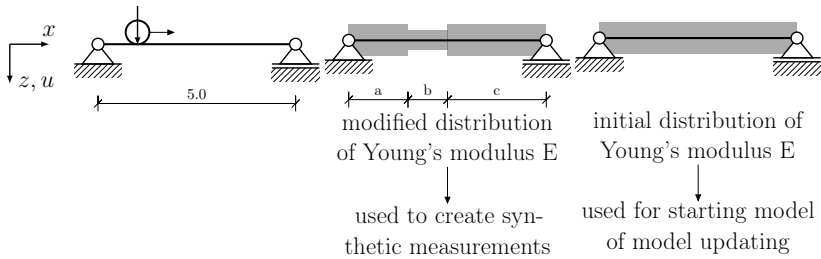 x
z, u
5.0
a
b
c
modified distribution
of Young's modulus E
used to create syn-
thetic measurements
initial distribution of
Young's modulus E
used for starting model
of model updating